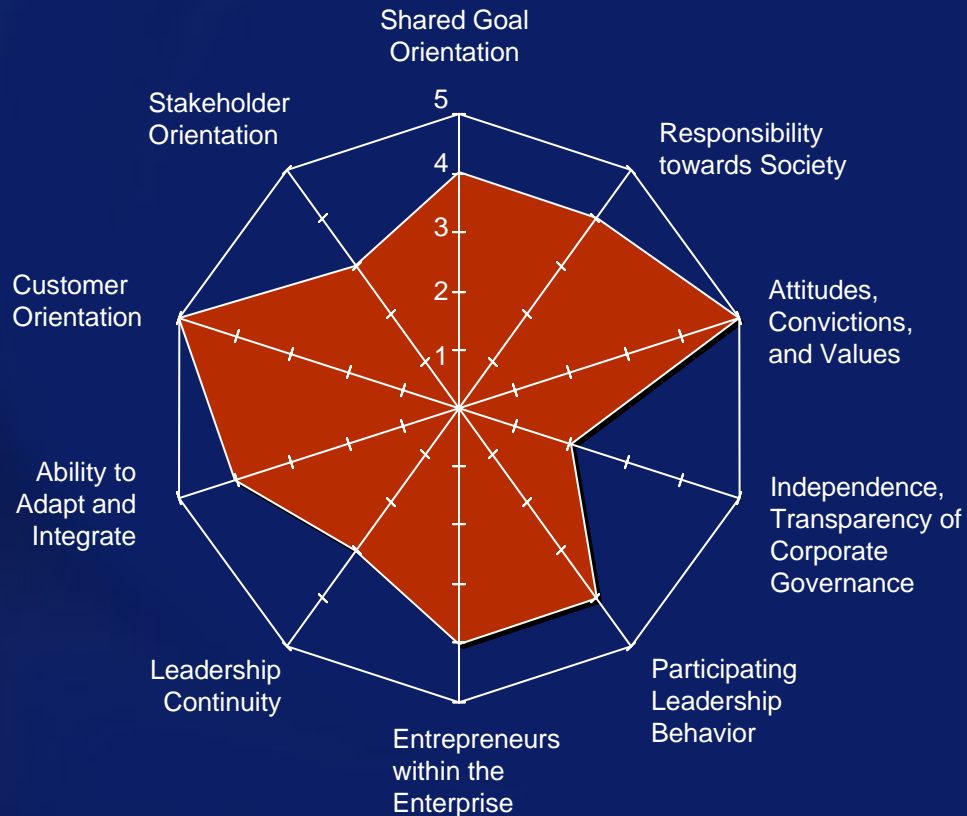 Shared Goal
Orientation
Stakeholder
Orientation
Responsibility
towards Society
5
4
3
2
1
Customer
Orientation
Attitudes,
Convictions,
and Values
Ability to
Adapt and
Integrate
Independence,
Transparency of
Corporate
Governance
Leadership
Continuity
Participating
Leadership
Behavior
Entrepreneurs
within the
Enterprise